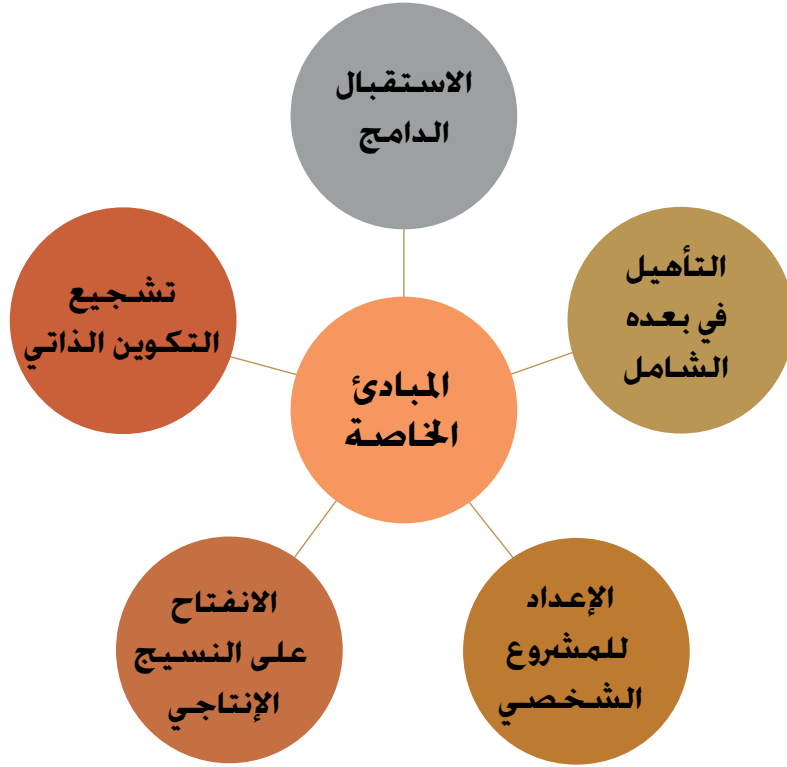 الاستقبال
الدامج
التأهيل
في بعده
الشامل
تشجيع
التكوين الذاتي
المبادئ
الخاصة
الإعداد
للمشروع
الشخصي
الانفتاح
على النسيج
الإنتاجي